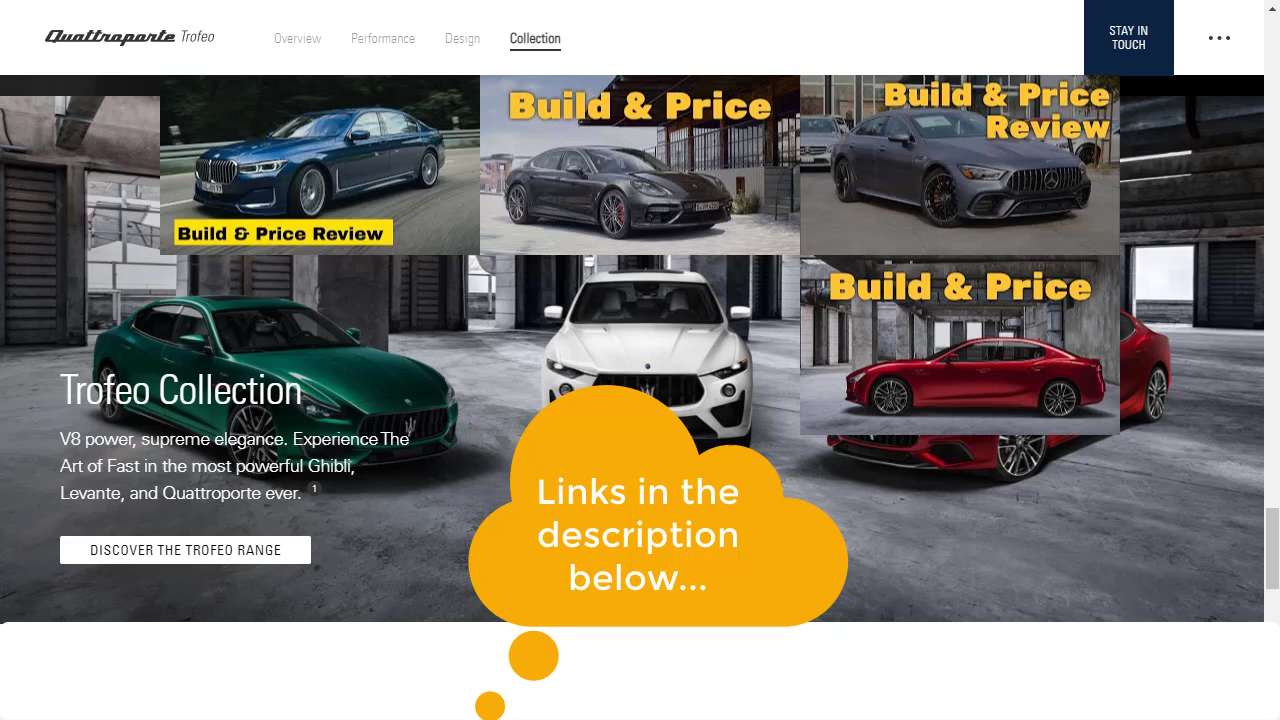 Quattroporte Trofeo
Overview
Performance
Design
Collection
STAY IN
TOUCH
Build & Price Review
Build & Price
Build & Price
Review
Build & Price
Trofeo Collection
V8 power, supreme elegance. Experience The
Art of Fast in the most powerful Ghibli,
Levante, and Quattroporte ever. 1
DISCOVER THE TROFEO RANGE
Links in the
description
below...